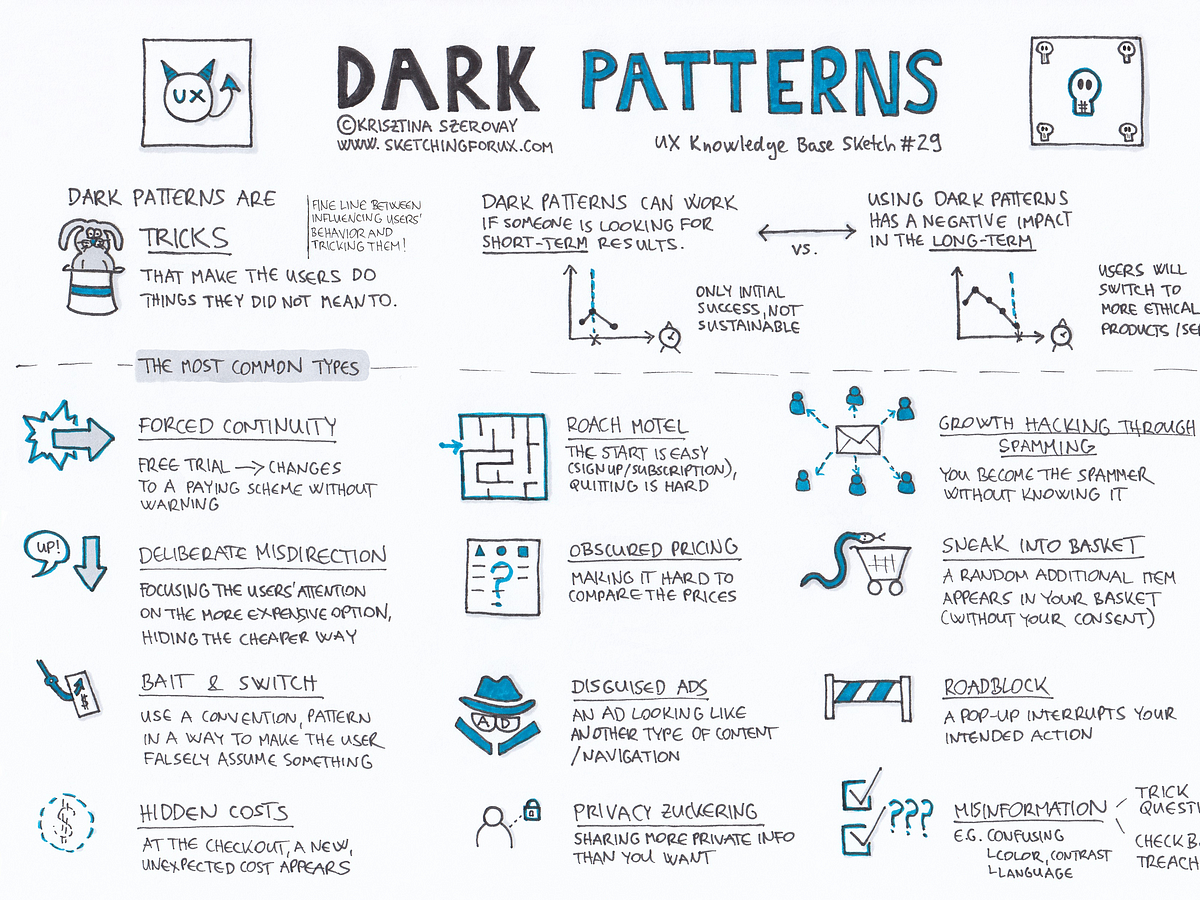 UX
DARK PATTERNS
©KRISZTINA SZEROVAY
WWW. SKETCHINGFORUX.COM
UX Knowledge Base Sketch #29
DARK PATTERNS ARE
TRICKS
THAT MAKE THE USERS DO
THINGS THEY DID NOT MEAN TO.
FINE LINE BETWEEN
INFLUENCING USERS'
BEHAVIOR AND
TRICKING THEM!
DARK PATTERNS CAN WORK
IF SOMEONE IS LOOKING FOR
SHORT-TERM RESULTS.
ONLY INITIAL
SUCCESS, NOT
SUSTAINABLE
VS.
USING DARK PATTERNS
HAS A NEGATIVE IMPACT
IN THE LONG-TERM
USERS WILL
SWITCH TO
MORE ETHICAL
PRODUCTS /SE
THE MOST COMMON TYPES
FORCED CONTINUITY
FREE TRIAL → CHANGES
TO A PAYING SCHEME WITHOUT
WARNING
ROACH MOTEL
THE START IS EASY
(SIGN UP/SUBSCRIPTION),
QUITTING IS HARD
GROWTH HACKING THROUGH
SPAMMING
YOU BECOME THE SPAMMER
WITHOUT KNOWING IT
UP!
DELIBERATE MISDIRECTION
FOCUSING THE USERS' ATTENTION
ON THE MORE EXPENSIVE OPTION,
HIDING THE CHEAPER WAY
?
OBSCURED PRICING
MAKING IT HARD TO
COMPARE THE PRICES
SNEAK INTO BASKET
A RANDOM ADDITIONAL ITEM
APPEARS IN YOUR BASKET
(WITHOUT YOUR CONSENT)
$
BAIT & SWITCH
USE A CONVENTION, PATTERN
IN A WAY TO MAKE THE USER
FALSELY ASSUME SOMETHING
AD
DISGUISED ADS
AN AD LOOKING LIKE
ANOTHER TYPE OF CONTENT
/NAVIGATION
ROADBLOCK
A POP-UP INTERRUPTS YOUR
INTENDED ACTION
$
HIDDEN COSTS
AT THE CHECKOUT, A NEW,
UNEXPECTED COST APPEARS
PRIVACY ZUCKERING
SHARING MORE PRIVATE INFO
THAN YOU WANT
???
MISINFORMATION
E.G. CONFUSING
COLOR, CONTRAST
LANGUAGE
TRICK
QUESTI
CHECK B
TREACH